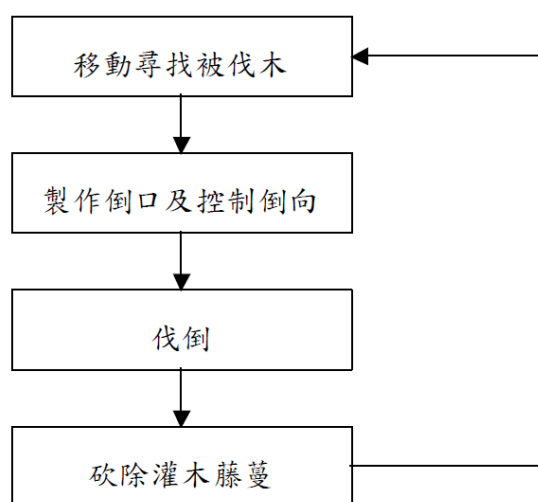 移動尋找被伐木
製作倒口及控制倒向
伐倒
砍除灌木藤蔓